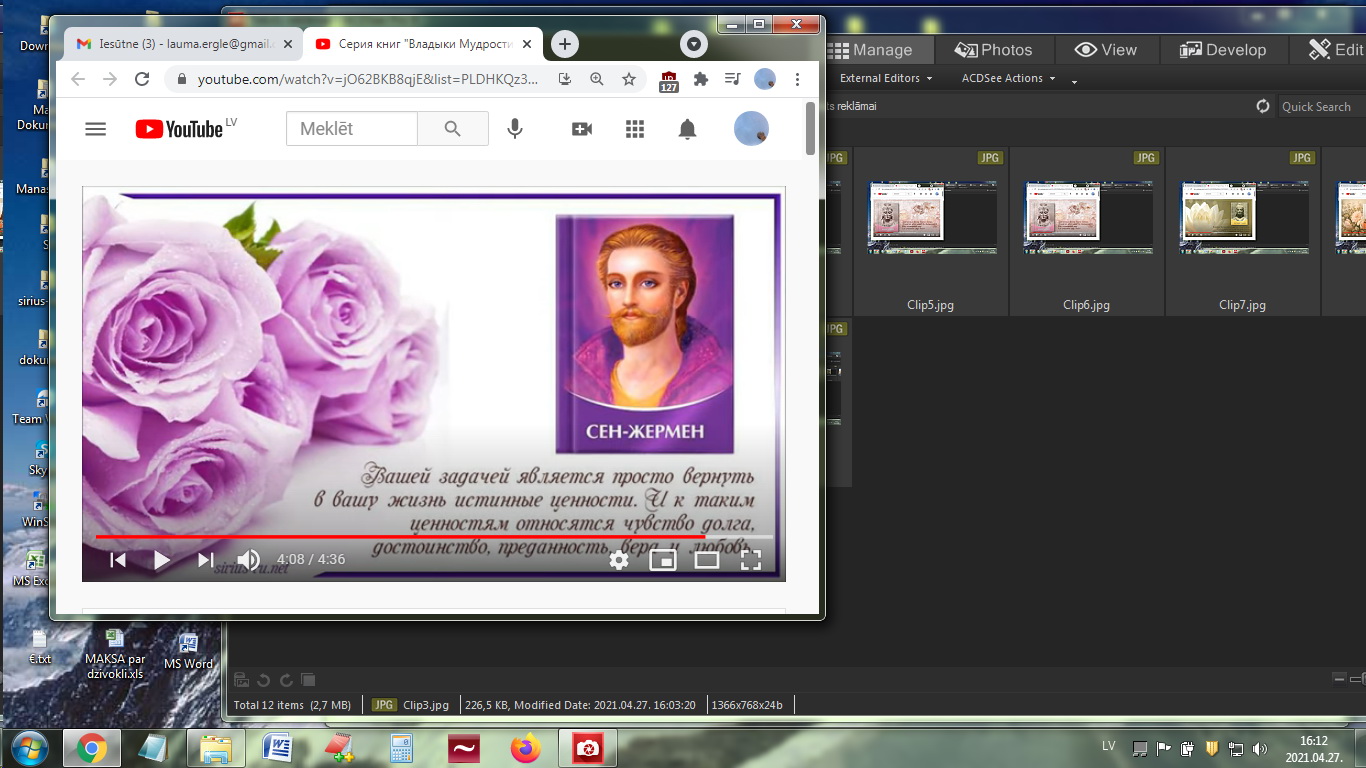 Iesūtne (3) - lauma.ergle@gmail.c
Серия книг "Владыки Мудрости
youtube.com/watch?v=jO62BKB8qjE&list=PLDHKQz3...
127
YouTube LV
Meklēt
СЕН-ЖЕРМЕН
Вашей задачей является просто вернуть
в вашу жизнь истинные ценности. И к таким
ценностям относятся чувство долга,
достоинство, преданность, вера и любовь.
sirius-ru.net
4:08 / 4:36
Manage
Photos
View
Develop
Edit
External Editors
ACDSee Actions
ts reklāmai
Quick Search
JPG
JPG
JPG
JPG
Clip5.jpg
Clip6.jpg
Clip7.jpg
JPG
Down
Ma
Dokur
Manas
S
sirius-
doku
Team V
Sky
WinS
MS Exc
€.txt
MAKSA par
dzivokli.xls
MS Word
Total 12 items (2,7 MB)
JPG
Clip3.jpg
226,5 KB, Modified Date: 2021.04.27. 16:03:20
1366x768x24b
LV
16:12
2021.04.27.